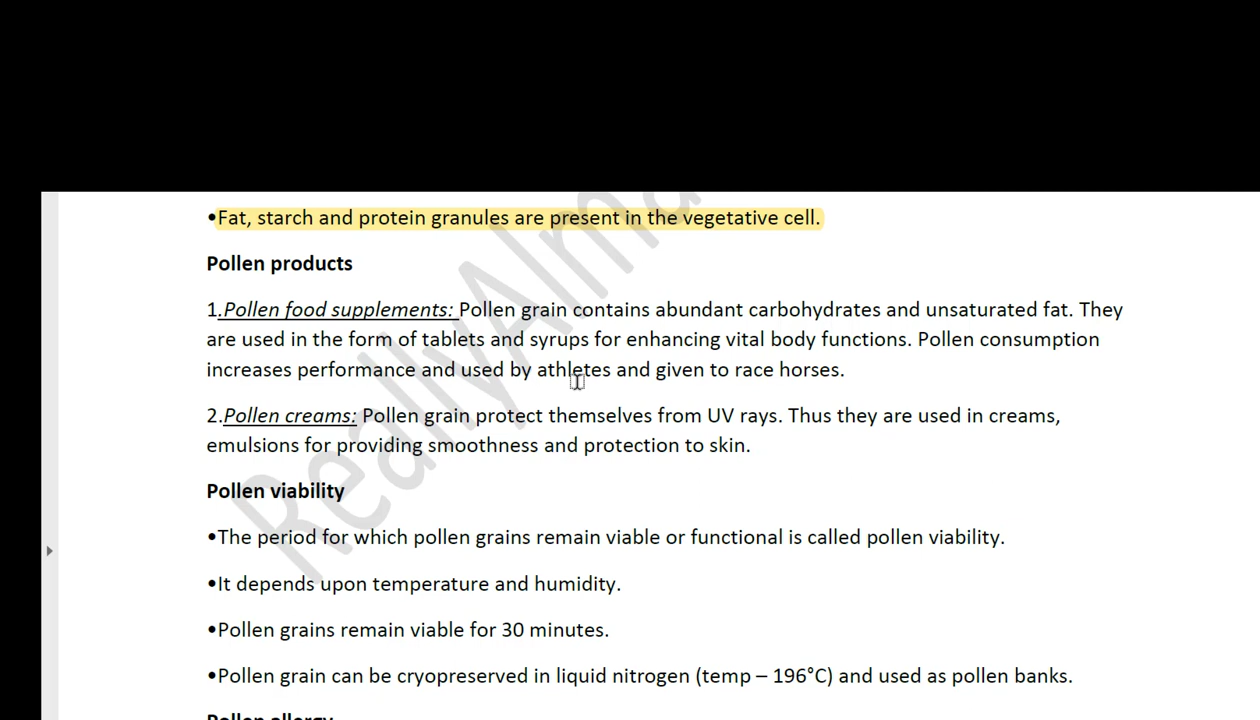 •Fat, starch and protein granules are present in the vegetative cell.
Pollen products
1.Pollen food supplements: Pollen grain contains abundant carbohydrates and unsaturated fat. They
are used in the form of tablets and syrups for enhancing vital body functions. Pollen consumption
increases performance and used by athletes and given to race horses.
2.Pollen creams: Pollen grain protect themselves from UV rays. Thus they are used in creams,
emulsions for providing smoothness and protection to skin.
Pollen viability
•The period for which pollen grains remain viable or functional is called pollen viability.
•It depends upon temperature and humidity.
•Pollen grains remain viable for 30 minutes.
•Pollen grain can be cryopreserved in liquid nitrogen (temp – 196°C) and used as pollen banks.
Pollen allergy